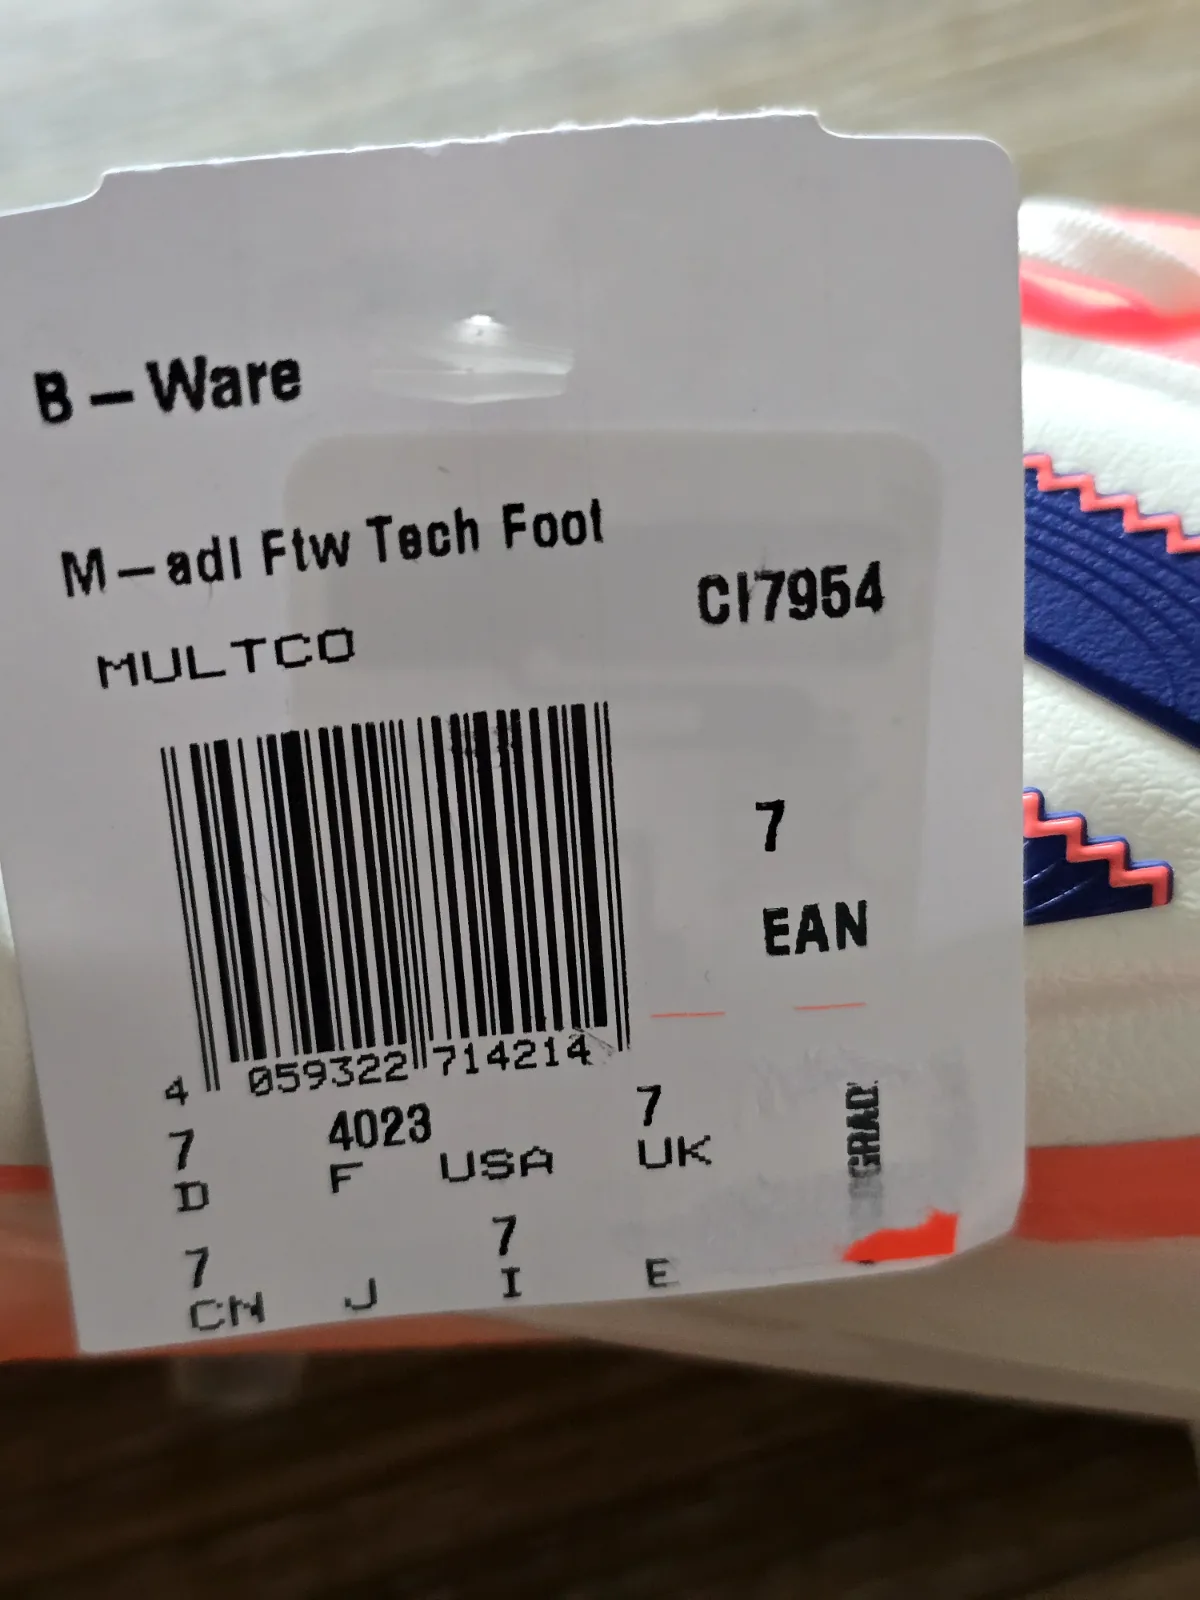 B – Ware
M – adI Ftw Tech Foot
CI7954
MULTCO
7
EAN
4 059322 714214
7 4023 7
D F USA UK
GRAD
7 7
CN J I E